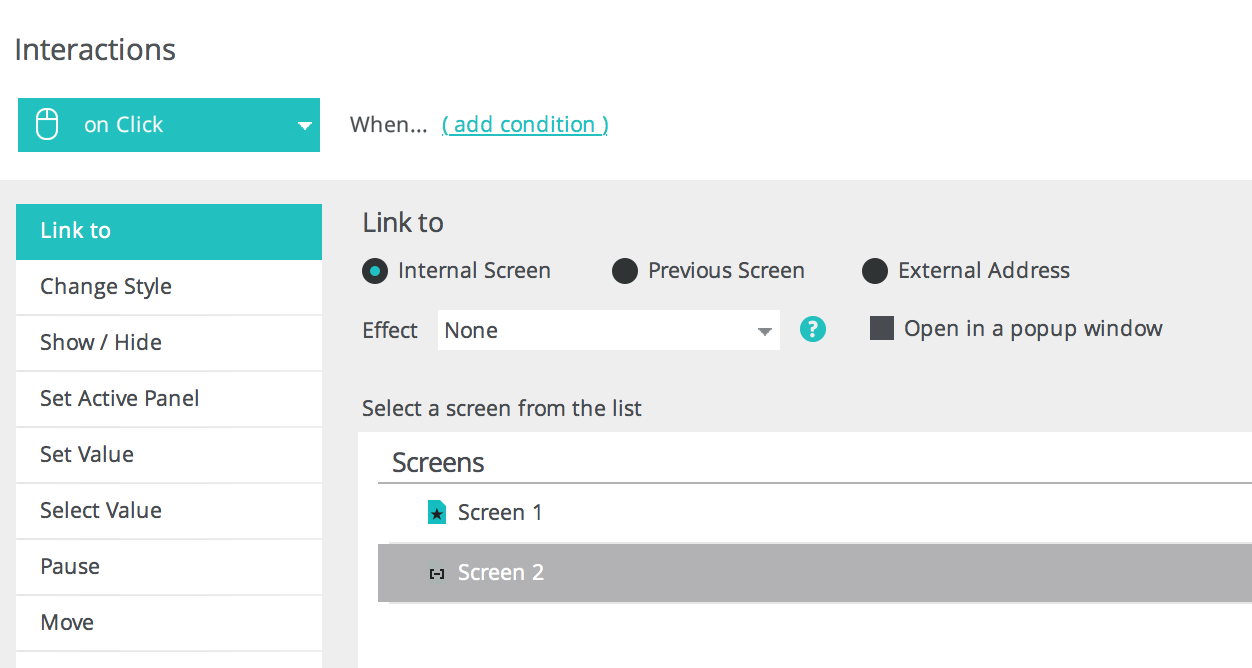 Interactions
on Click
When... ( add condition )
Link to
Change Style
Show / Hide
Set Active Panel
Set Value
Select Value
Pause
Move
Link to
Internal Screen
Previous Screen
External Address
Effect
None
?
Open in a popup window
Select a screen from the list
Screens
Screen 1
Screen 2